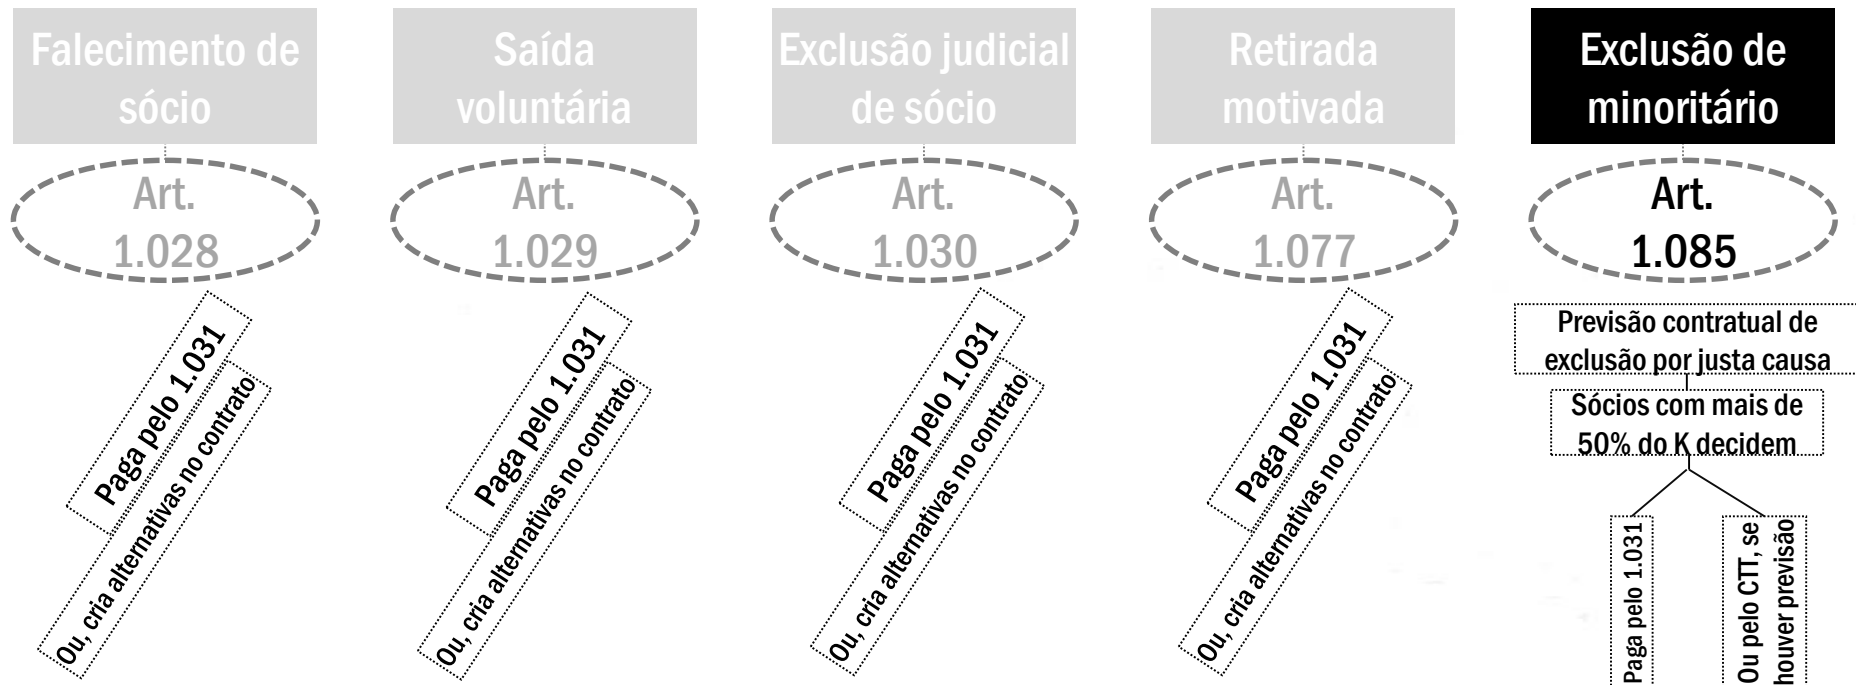 Falecimento de
sócio
Art.
1.028
Paga pelo 1.031
Ou, cria alternativas no contrato
Saída
voluntária
Art.
1.029
Paga pelo 1.031
Ou, cria alternativas no contrato
Exclusão judicial
de sócio
Art.
1.030
Paga pelo 1.031
Ou, cria alternativas no contrato
Retirada
motivada
Art.
1.077
Paga pelo 1.031
Ou, cria alternativas no contrato
Exclusão de
minoritário
Art.
1.085
Previsão contratual de
exclusão por justa causa
Sócios com mais de
50% do K decidem
Paga pelo 1.031
Ou pelo CTT, se
houver previsão